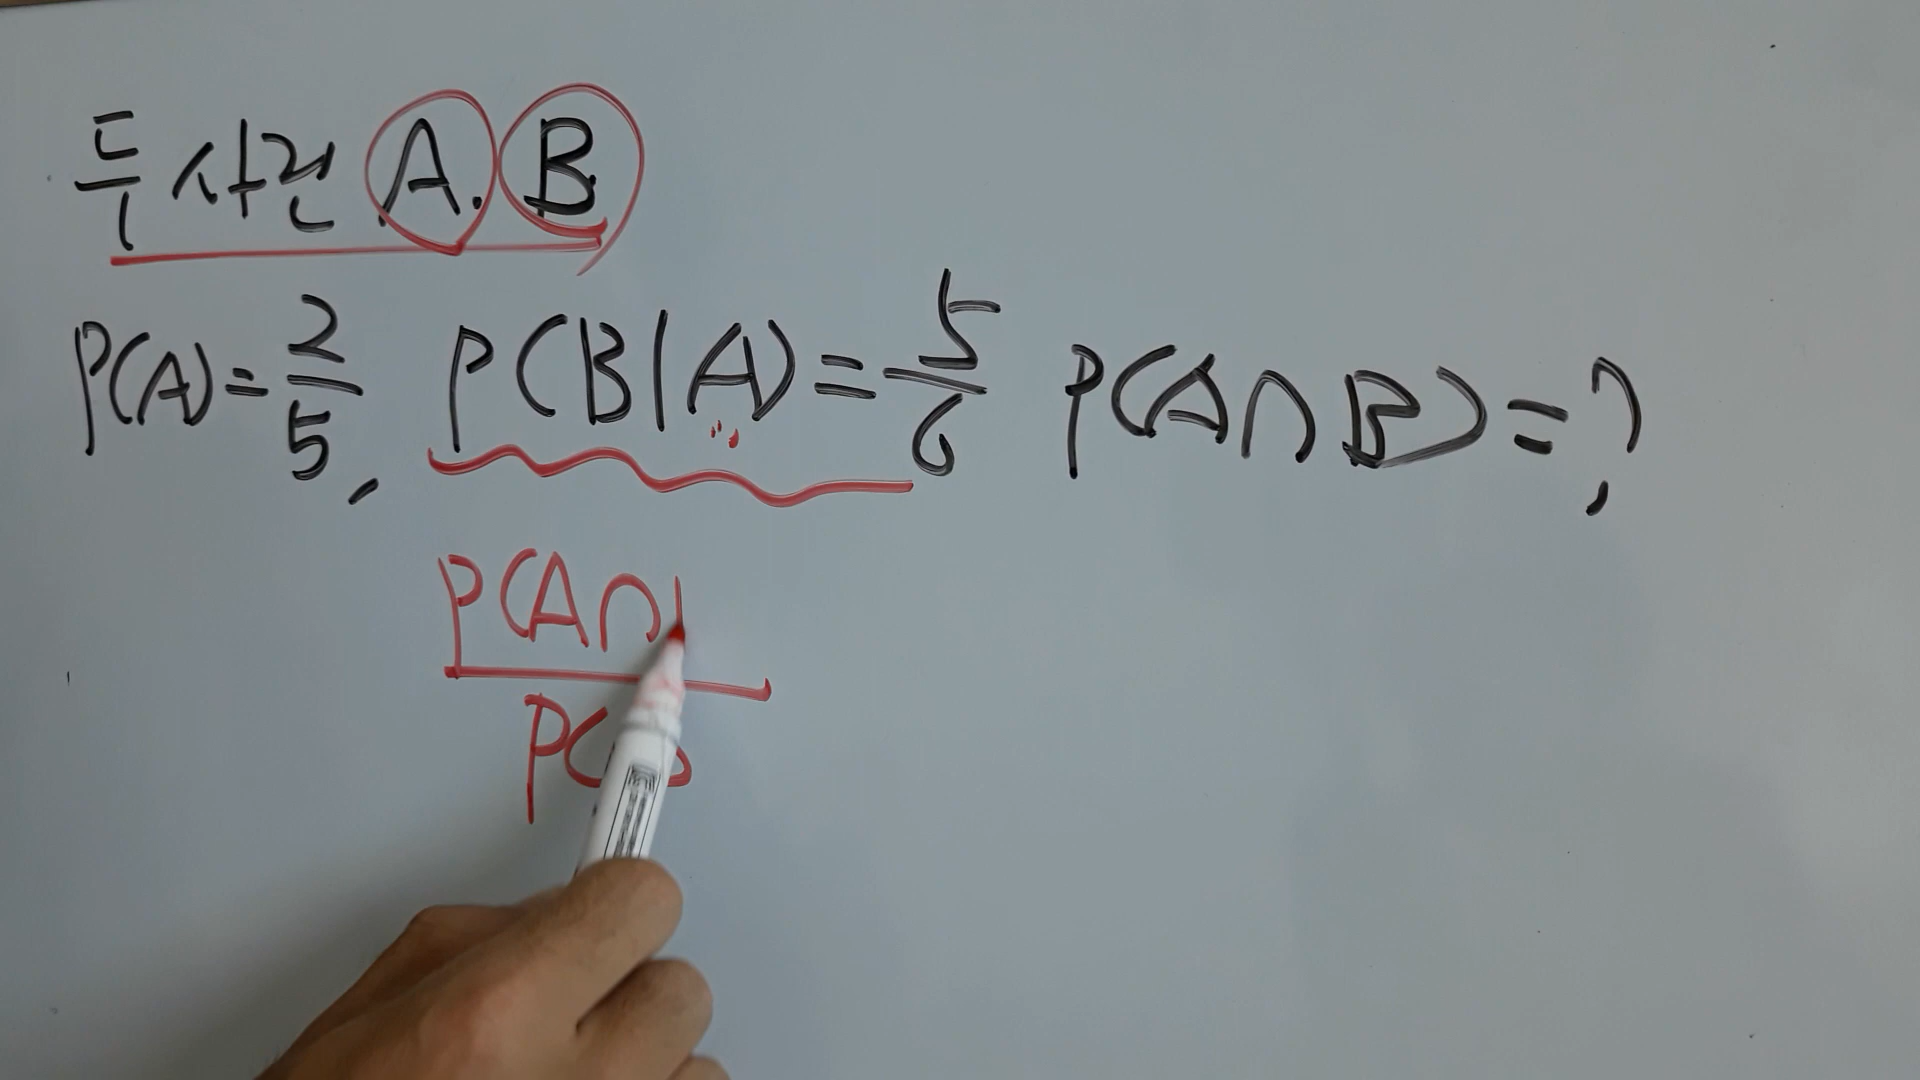 두 사건 A. B
P(A)=2/5, P(B|A)=5/6 P(A∩B)=?
P(A∩
P(